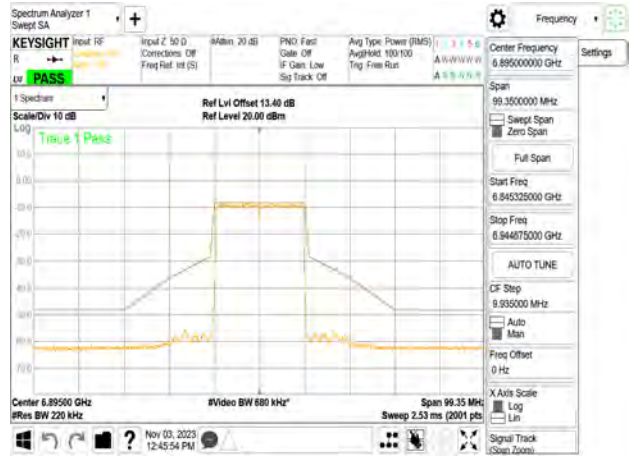 Spectrum Analyzer 1
Swept SA
Frequency
KEYSIGHT
Input: RF
Input Z: 50 Ω
Corrections: Off
Freq Ref: Int (S)
#Atten: 20 dB
PNO: Fast
Gate: Off
IF Gain: Low
Sig Track: Off
Avg Type: Power (RMS)
Avg|Hold: 100/100
Trig: Free Run
PASS
Center Frequency
6.895000000 GHz
Settings
Span
99.3500000 MHz
Swept Span
Zero Span
Full Span
Start Freq
6.845325000 GHz
Stop Freq
6.944675000 GHz
AUTO TUNE
CF Step
9.935000 MHz
Auto
Man
Freq Offset
0 Hz
X Axis Scale
Log
Lin
Signal Track
(Span Zoom)
1 Spectrum
Scale/Div 10 dB
Ref Lvl Offset 13.40 dB
Ref Level 20.00 dBm
Log
Trace 1 Pass
Center 6.89500 GHz
#Video BW 680 kHz*
Span 99.35 MHz
#Res BW 220 kHz
Sweep 2.53 ms (2001 pts
Nov 03, 2023
12:45:54 PM